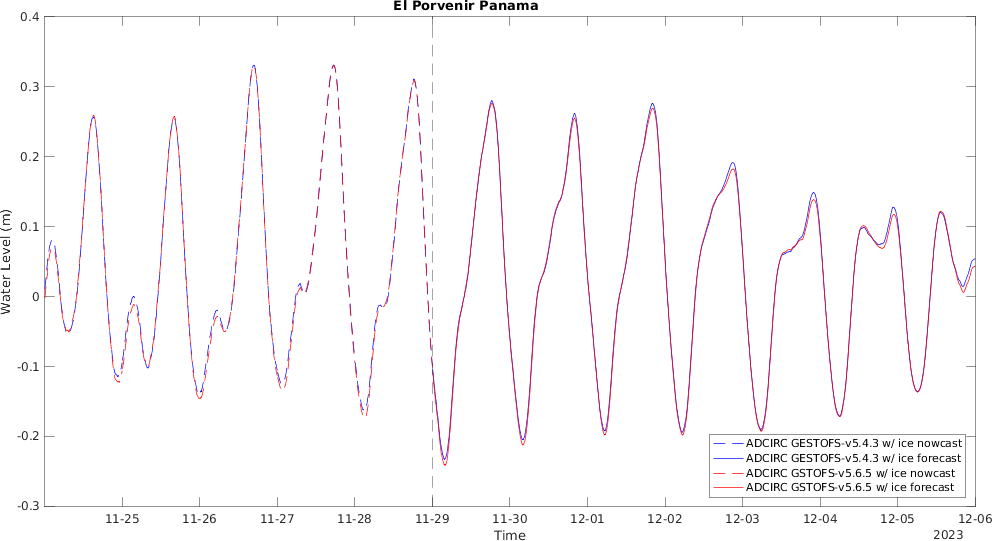 El Porvenir Panama
0.4
0.3
0.2
0.1
0
-0.1
-0.2
-0.3
Water Level (m)
ADCIRC GESTOFS-v5.4.3 w/ ice nowcast
ADCIRC GESTOFS-v5.4.3 w/ ice forecast
ADCIRC GSTOFS-v5.6.5 w/ ice nowcast
ADCIRC GSTOFS-v5.6.5 w/ ice forecast
11-25 11-26 11-27 11-28 11-29 11-30 12-01 12-02 12-03 12-04 12-05 12-06
Time
2023